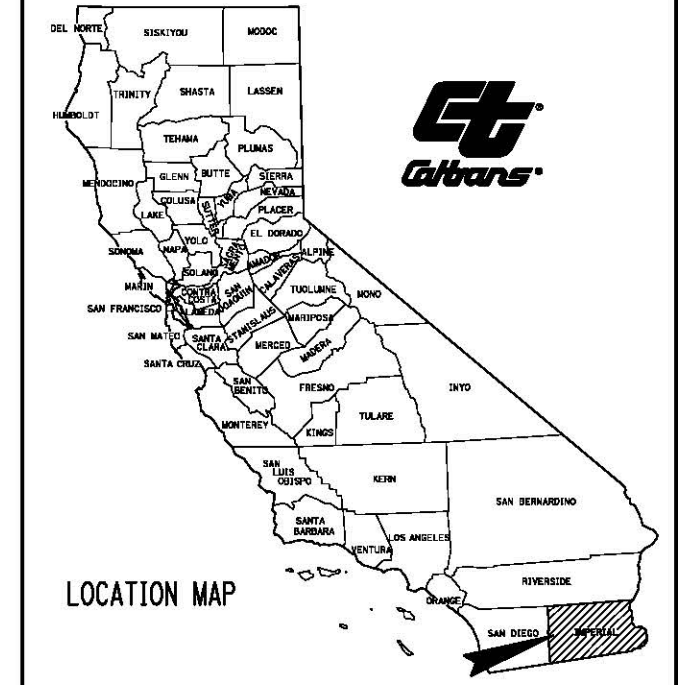 DEL NORTE
SISKIYOU
MODOC
TRINITY
SHASTA
LASSEN
HUMBOLDT
Ct®
Caltrans®
TEHAMA
PLUMAS
MENDOCINO
GLENN
BUTTE
SIERRA
YUBA
NEVADA
COLUSA
PLACER
LAKE
SUTTER
EL DORADO
SONOMA
NAPA
YOLO
SACRA
MENTO
AMADOR
ALPINE
SOLANO
CALAVERAS
MARIN
CONTRA
COSTA
SAN
JOAQUIN
TUOLUMNE
MONO
SAN FRANCISCO
ALAMEDA
STANISLAUS
MARIPOSA
SAN MATEO
SANTA
CLARA
MERCED
MADERA
SANTA CRUZ
SAN
BENITO
FRESNO
INYO
MONTEREY
KINGS
TULARE
SAN
LUIS
OBISPO
KERN
SAN BERNARDINO
SANTA
BARBARA
VENTURA
LOS ANGELES
LOCATION MAP
ORANGE
RIVERSIDE
SAN DIEGO
IMPERIAL